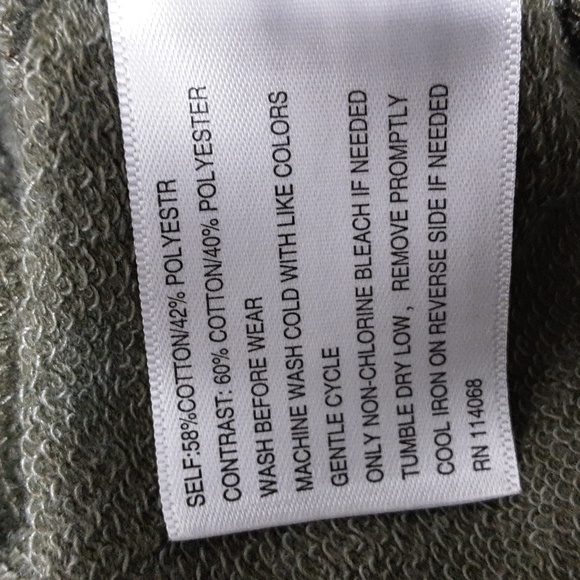 SELF:58%COTTON/42% POLYESTR
CONTRAST: 60% COTTON/40% POLYESTER
WASH BEFORE WEAR
MACHINE WASH COLD WITH LIKE COLORS
GENTLE CYCLE
ONLY NON-CHLORINE BLEACH IF NEEDED
TUMBLE DRY LOW, REMOVE PROMPTLY
COOL IRON ON REVERSE SIDE IF NEEDED
RN 114068